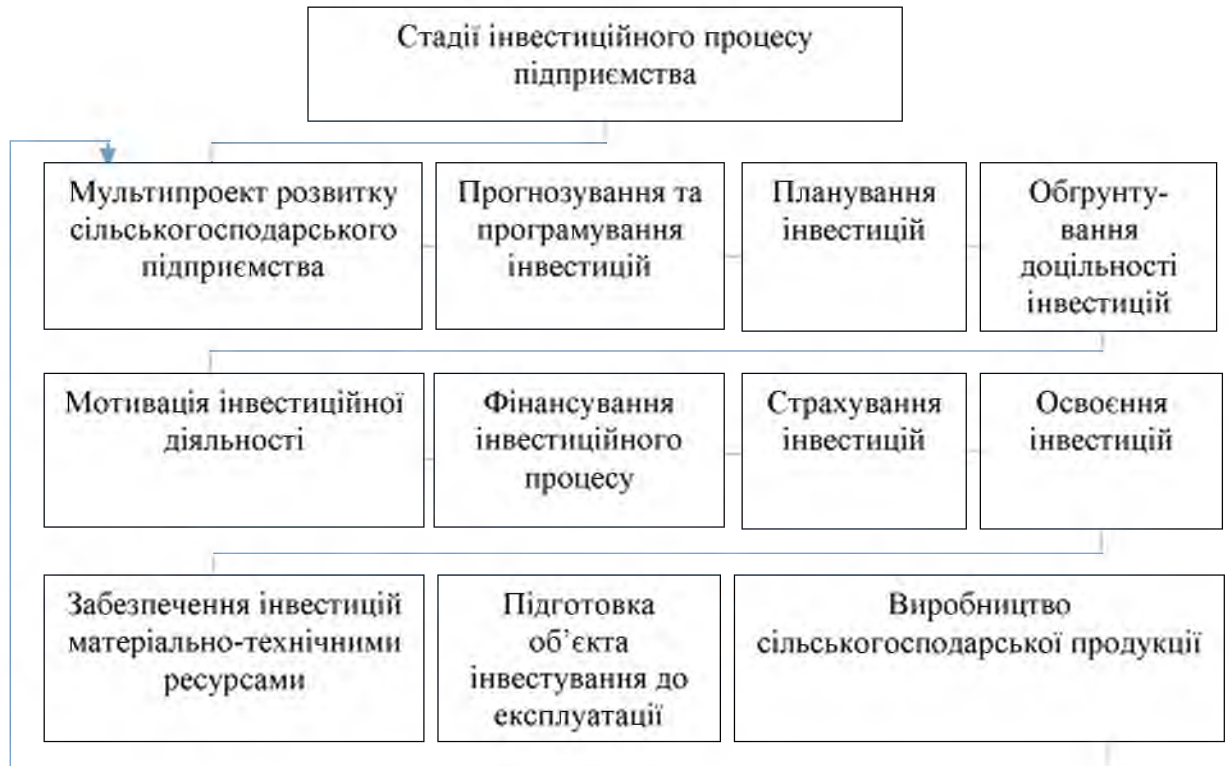 Стадії інвестиційного процесу
підприємства
Мультипроект розвитку
сільськогосподарського
підприємства
Прогнозування та
програмування
інвестицій
Планування
інвестицій
Обґрунту-
вання
доцільності
інвестицій
Мотивація інвестиційної
діяльності
Фінансування
інвестиційного
процесу
Страхування
інвестицій
Освоєння
інвестицій
Забезпечення інвестицій
матеріально-технічними
ресурсами
Підготовка
об’єкта
інвестування до
експлуатації
Виробництво
сільськогосподарської продукції